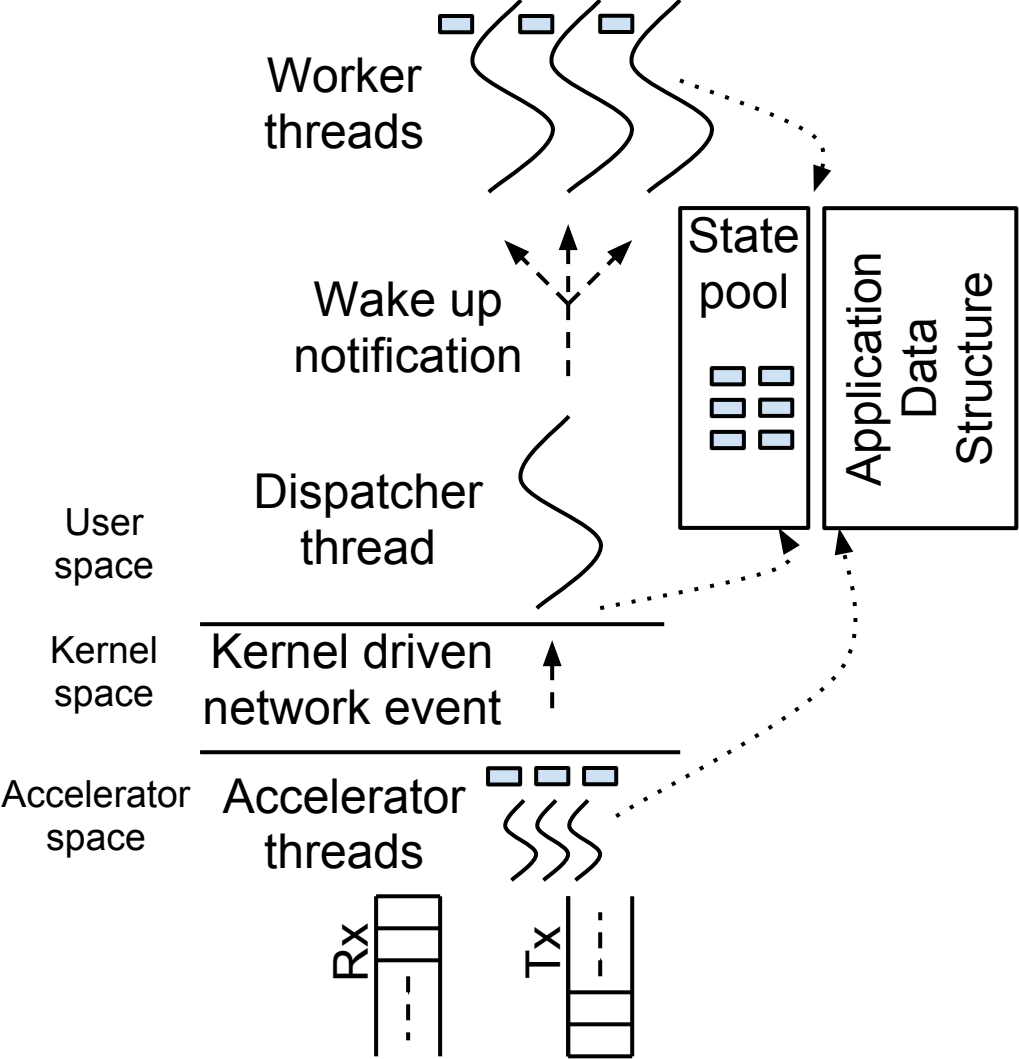 Worker
threads
State
pool
Application
Data
Structure
Wake up
notification
Dispatcher
thread
User
space
Kernel
space
Kernel driven
network event
Accelerator
space
Accelerator
threads
Rx
Tx